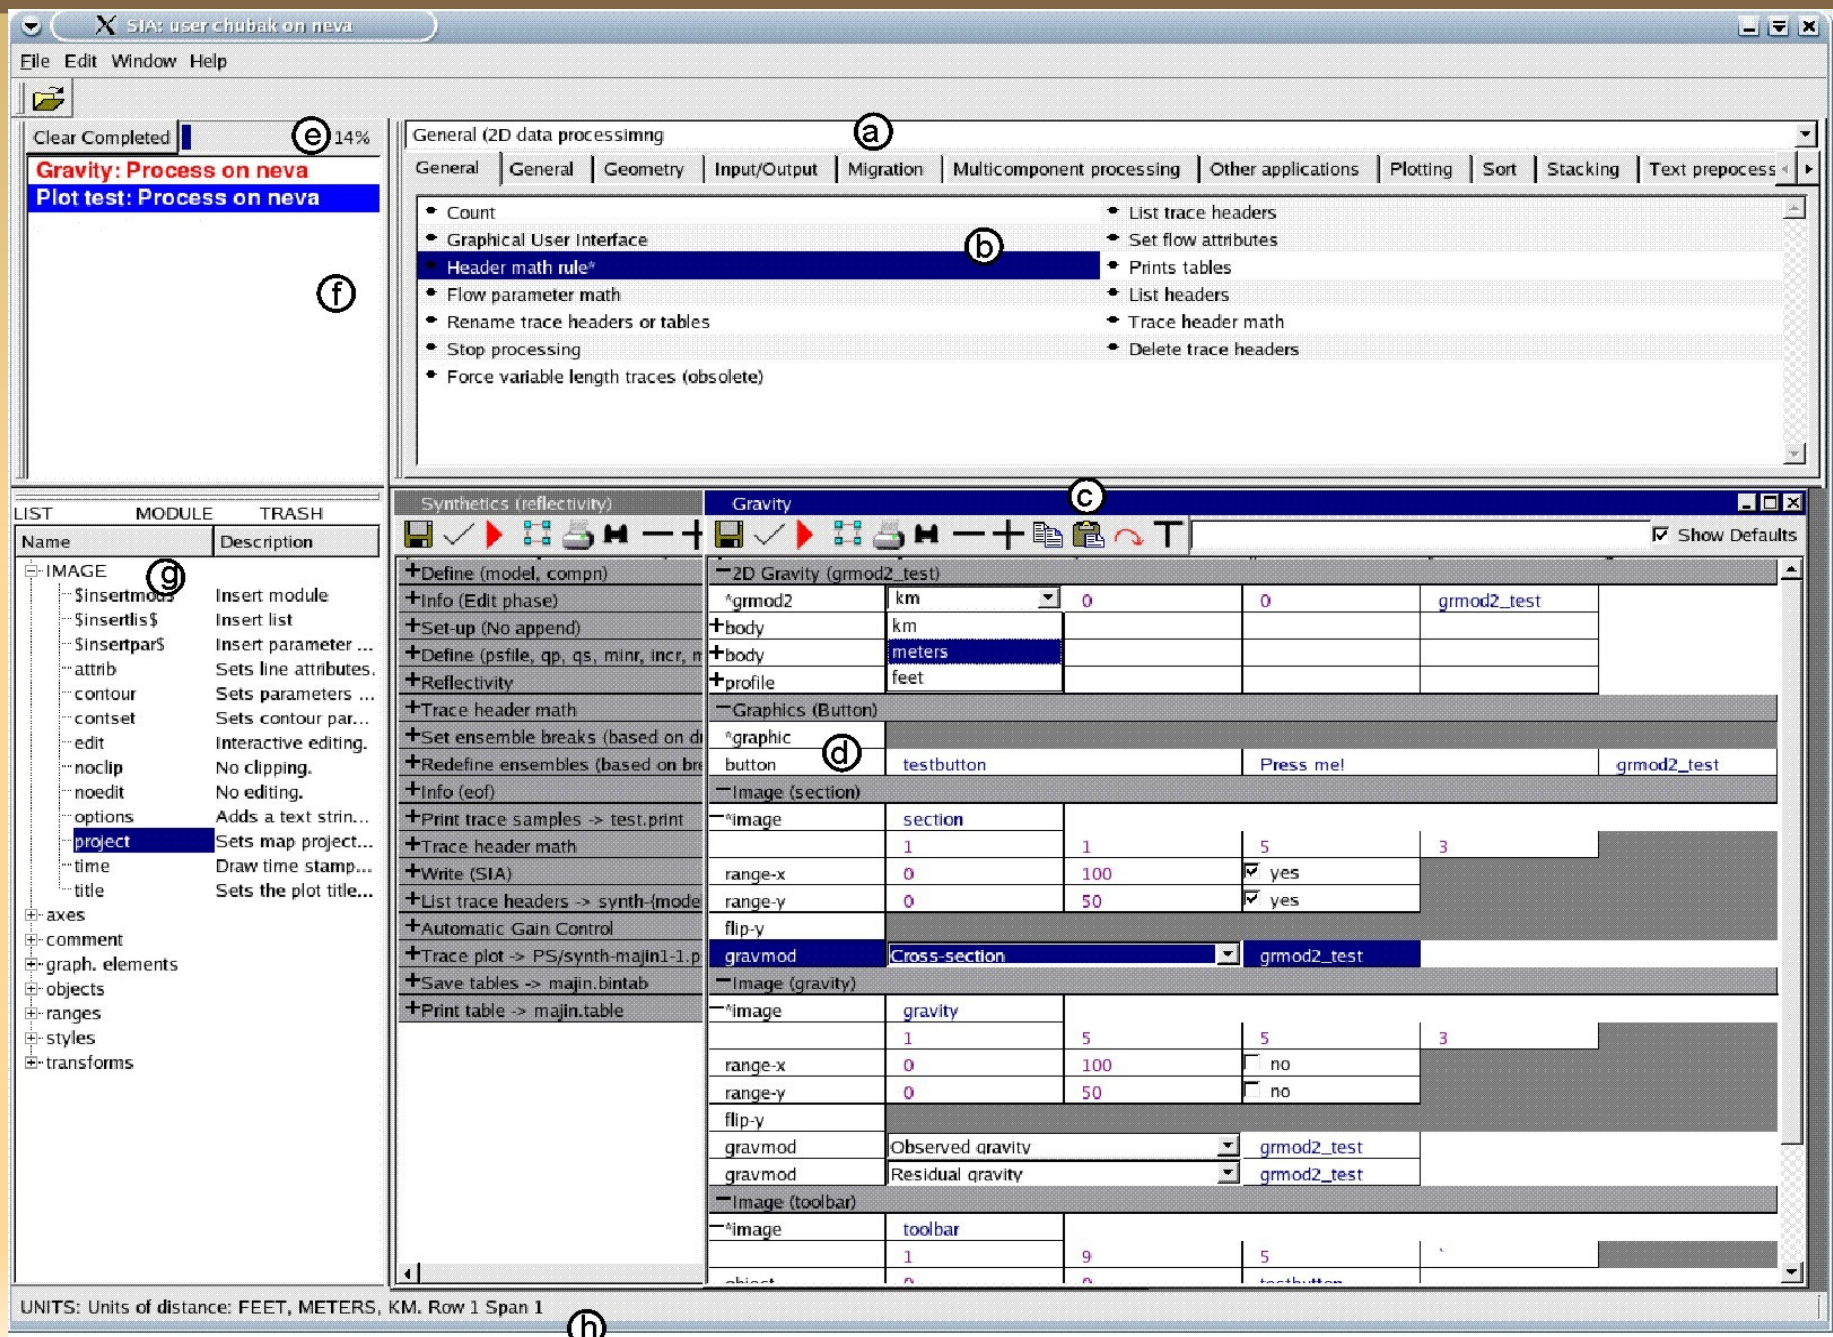 SIA: user chubak on neva
File Edit Window Help
Clear Completed e 14%
Gravity: Process on neva
Plot test: Process on neva
f
General (2D data processimng a
General General Geometry Input/Output Migration Multicomponent processing Other applications Plotting Sort Stacking Text prepocess
Count
Graphical User Interface b
Header math rule*
Flow parameter math
Rename trace headers or tables
Stop processing
Force variable length traces (obsolete)
List trace headers
Set flow attributes
Prints tables
List headers
Trace header math
Delete trace headers
LIST MODULE TRASH
Name Description
IMAGE g
$insertmod$ Insert module
$insertlis$ Insert list
$insertpar$ Insert parameter ...
attrib Sets line attributes.
contour Sets parameters ...
contset Sets contour par...
edit Interactive editing.
noclip No clipping.
noedit No editing.
options Adds a text strin...
project Sets map project...
time Draw time stamp...
title Sets the plot title...
axes
comment
graph. elements
objects
ranges
styles
transforms
Synthetics (reflectivity)
+Define (model, compn)
+Info (Edit phase)
+Set-up (No append)
+Define (psfile, qp, qs, minr, incr, m
+Reflectivity
+Trace header math
+Set ensemble breaks (based on di
+Redefine ensembles (based on bre
+Info (eof)
+Print trace samples -> test.print
+Trace header math
+Write (SIA)
+List trace headers -> synth-{mode
+Automatic Gain Control
+Trace plot -> PS/synth-majin1-1.p
+Save tables -> majin.bintab
+Print table -> majin.table
Gravity c
T Show Defaults
−2D Gravity (grmod2_test)
*grmod2 km 0 0 grmod2_test
+body km
+body meters
+profile feet
−Graphics (Button)
*graphic d
button testbutton Press me! grmod2_test
−Image (section)
−*image section
1 1 5 3
range-x 0 100 yes
range-y 0 50 yes
flip-y
gravmod Cross-section grmod2_test
−Image (gravity)
−*image gravity
1 5 5 3
range-x 0 100 no
range-y 0 50 no
flip-y
gravmod Observed gravity grmod2_test
gravmod Residual gravity grmod2_test
−Image (toolbar)
−*image toolbar
1 9 5
object 0 0 testbutton
UNITS: Units of distance: FEET, METERS, KM. Row 1 Span 1
h